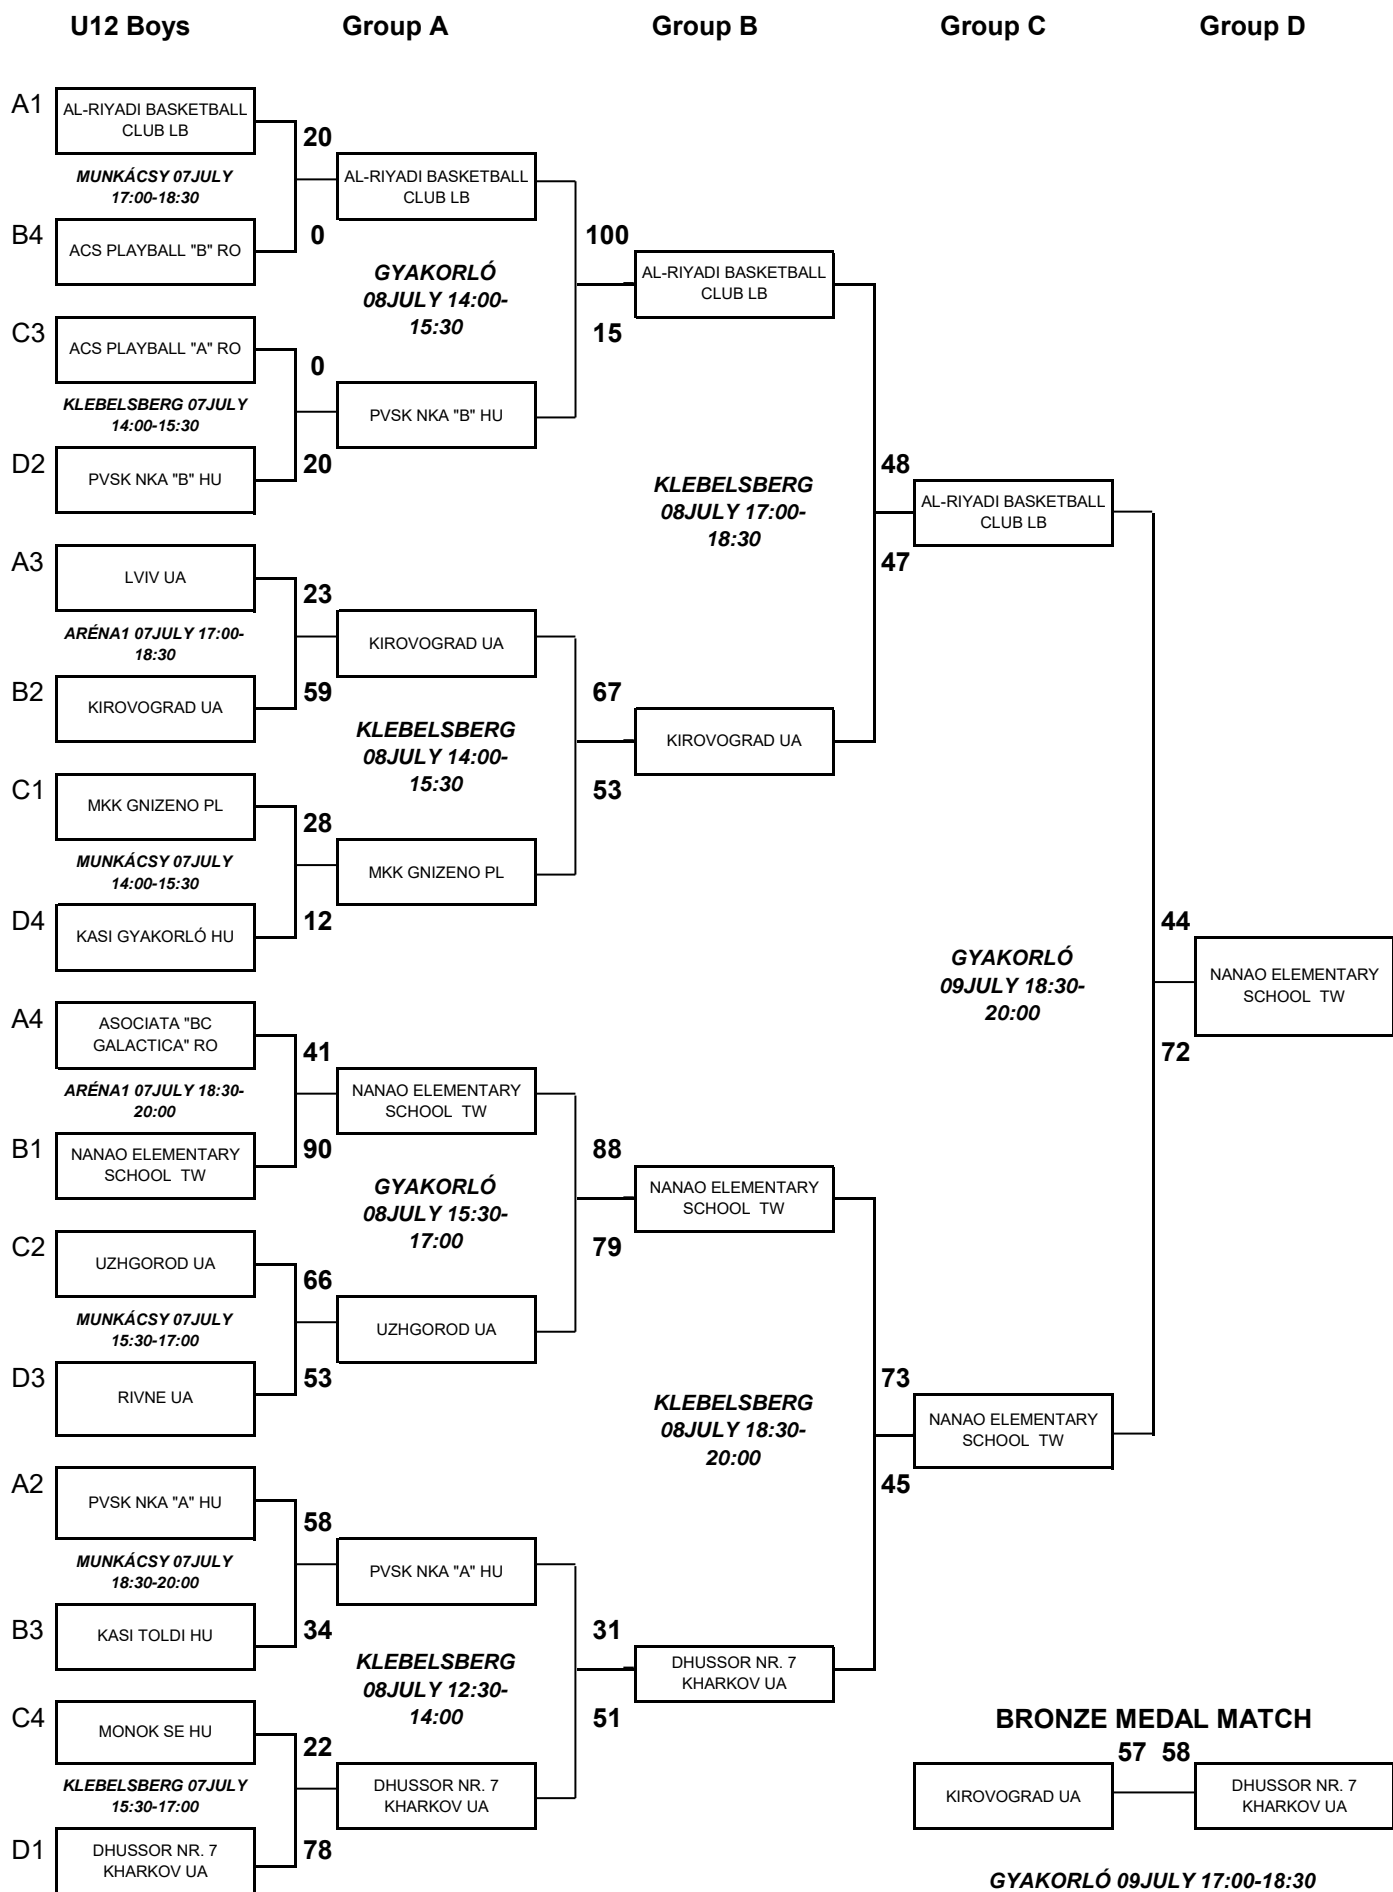 U12 Boys Group A Group B Group C Group D
A1
AL-RIYADI BASKETBALL
CLUB LB
20
MUNKÁCSY 07JULY
17:00-18:30
AL-RIYADI BASKETBALL
CLUB LB
B4
ACS PLAYBALL "B" RO
0
100
GYAKORLÓ
08JULY 14:00-
15:30
AL-RIYADI BASKETBALL
CLUB LB
C3
ACS PLAYBALL "A" RO
0
15
KLEBELSBERG 07JULY
14:00-15:30
PVSK NKA "B" HU
D2
PVSK NKA "B" HU
20
48
KLEBELSBERG
08JULY 17:00-
18:30
AL-RIYADI BASKETBALL
CLUB LB
A3
LVIV UA
23
47
ARÉNA1 07JULY 17:00-
18:30
KIROVOGRAD UA
B2
KIROVOGRAD UA
59
67
KLEBELSBERG
08JULY 14:00-
15:30
KIROVOGRAD UA
C1
MKK GNIZENO PL
28
53
MUNKÁCSY 07JULY
14:00-15:30
MKK GNIZENO PL
D4
KASI GYAKORLÓ HU
12
44
GYAKORLÓ
09JULY 18:30-
20:00
NANAO ELEMENTARY
SCHOOL TW
A4
ASOCIATA "BC
GALACTICA" RO
41
72
ARÉNA1 07JULY 18:30-
20:00
NANAO ELEMENTARY
SCHOOL TW
B1
NANAO ELEMENTARY
SCHOOL TW
90
88
GYAKORLÓ
08JULY 15:30-
17:00
NANAO ELEMENTARY
SCHOOL TW
C2
UZHGOROD UA
66
79
MUNKÁCSY 07JULY
15:30-17:00
UZHGOROD UA
D3
RIVNE UA
53
73
KLEBELSBERG
08JULY 18:30-
20:00
NANAO ELEMENTARY
SCHOOL TW
A2
PVSK NKA "A" HU
58
45
MUNKÁCSY 07JULY
18:30-20:00
PVSK NKA "A" HU
B3
KASI TOLDI HU
34
31
KLEBELSBERG
08JULY 12:30-
14:00
DHUSSOR NR. 7
KHARKOV UA
C4
MONOK SE HU
22
51
KLEBELSBERG 07JULY
15:30-17:00
DHUSSOR NR. 7
KHARKOV UA
D1
DHUSSOR NR. 7
KHARKOV UA
78
BRONZE MEDAL MATCH
57 58
KIROVOGRAD UA
DHUSSOR NR. 7
KHARKOV UA
GYAKORLÓ 09JULY 17:00-18:30